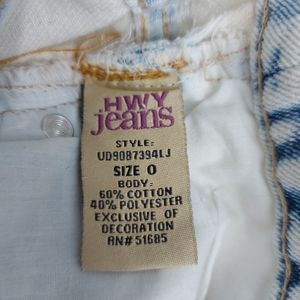 HWY
jeans
STYLE:
UD9087394LJ
SIZE 0
BODY:
60% COTTON
40% POLYESTER
EXCLUSIVE OF
DECORATION
RN# 51685